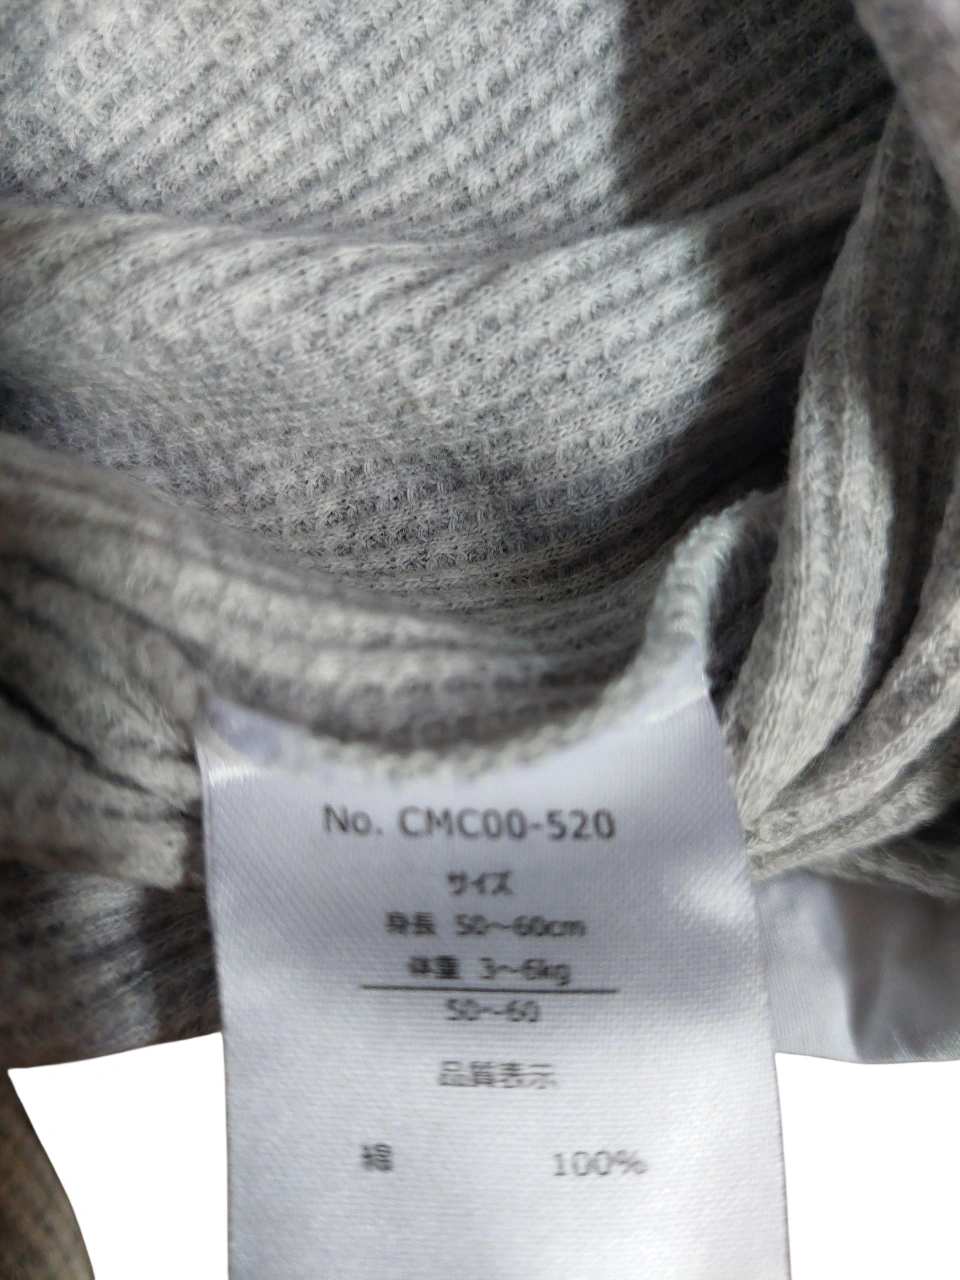 No. CMC00-520
サイズ
身長 50～60cm
体重 3～6kg
50～60
品質表示
綿 100%